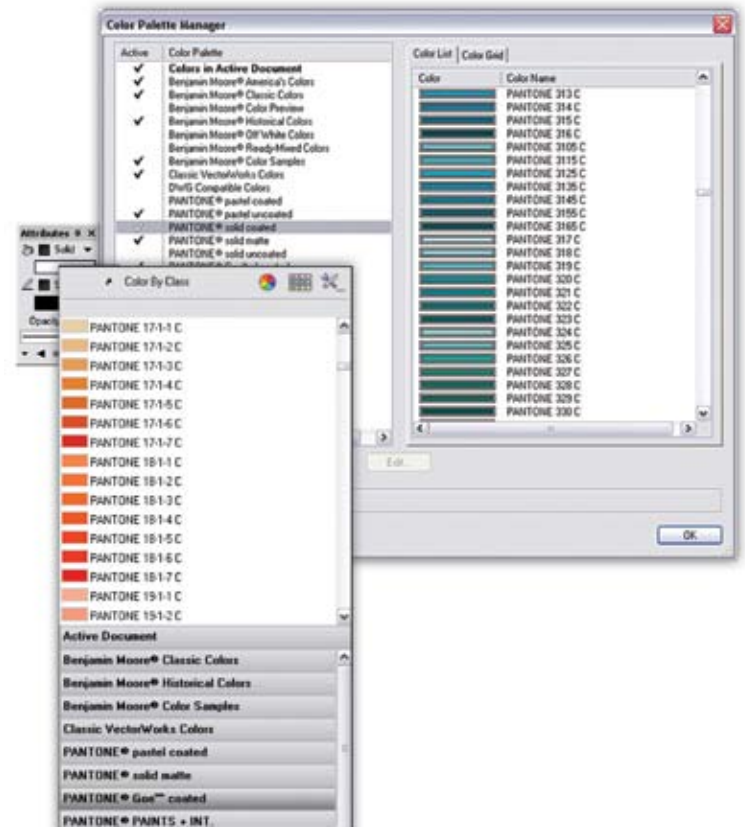 Color Palette Manager
Active Color Palette
Colors in Active Document
Benjamin Moore® America's Colors
Benjamin Moore® Classic Colors
Benjamin Moore® Color Preview
Benjamin Moore® Historical Colors
Benjamin Moore® Off White Colors
Benjamin Moore® Ready-Mixed Colors
Benjamin Moore® Color Samples
Classic VectorWorks Colors
DWG Compatible Colors
PANTONE® pastel coated
PANTONE® pastel uncoated
PANTONE® solid coated
PANTONE® solid matte
PANTONE® solid uncoated
Color List Color Grid
Color Color Name
PANTONE 313 C
PANTONE 314 C
PANTONE 315 C
PANTONE 316 C
PANTONE 3105 C
PANTONE 3115 C
PANTONE 3125 C
PANTONE 3135 C
PANTONE 3145 C
PANTONE 3155 C
PANTONE 3165 C
PANTONE 317 C
PANTONE 318 C
PANTONE 319 C
PANTONE 320 C
PANTONE 321 C
PANTONE 322 C
PANTONE 323 C
PANTONE 324 C
PANTONE 325 C
PANTONE 326 C
PANTONE 327 C
PANTONE 328 C
PANTONE 329 C
PANTONE 330 C
Edit...
OK
Attributes
Solid
Color By Class
PANTONE 17-1-1 C
PANTONE 17-1-2 C
PANTONE 17-1-3 C
PANTONE 17-1-4 C
PANTONE 17-1-5 C
PANTONE 17-1-6 C
PANTONE 17-1-7 C
PANTONE 18-1-1 C
PANTONE 18-1-2 C
PANTONE 18-1-3 C
PANTONE 18-1-4 C
PANTONE 18-1-5 C
PANTONE 18-1-6 C
PANTONE 18-1-7 C
PANTONE 19-1-1 C
PANTONE 19-1-2 C
Active Document
Benjamin Moore® Classic Colors
Benjamin Moore® Historical Colors
Benjamin Moore® Color Samples
Classic VectorWorks Colors
PANTONE® pastel coated
PANTONE® solid matte
PANTONE® Goe™ coated
PANTONE® PAINTS + INT.